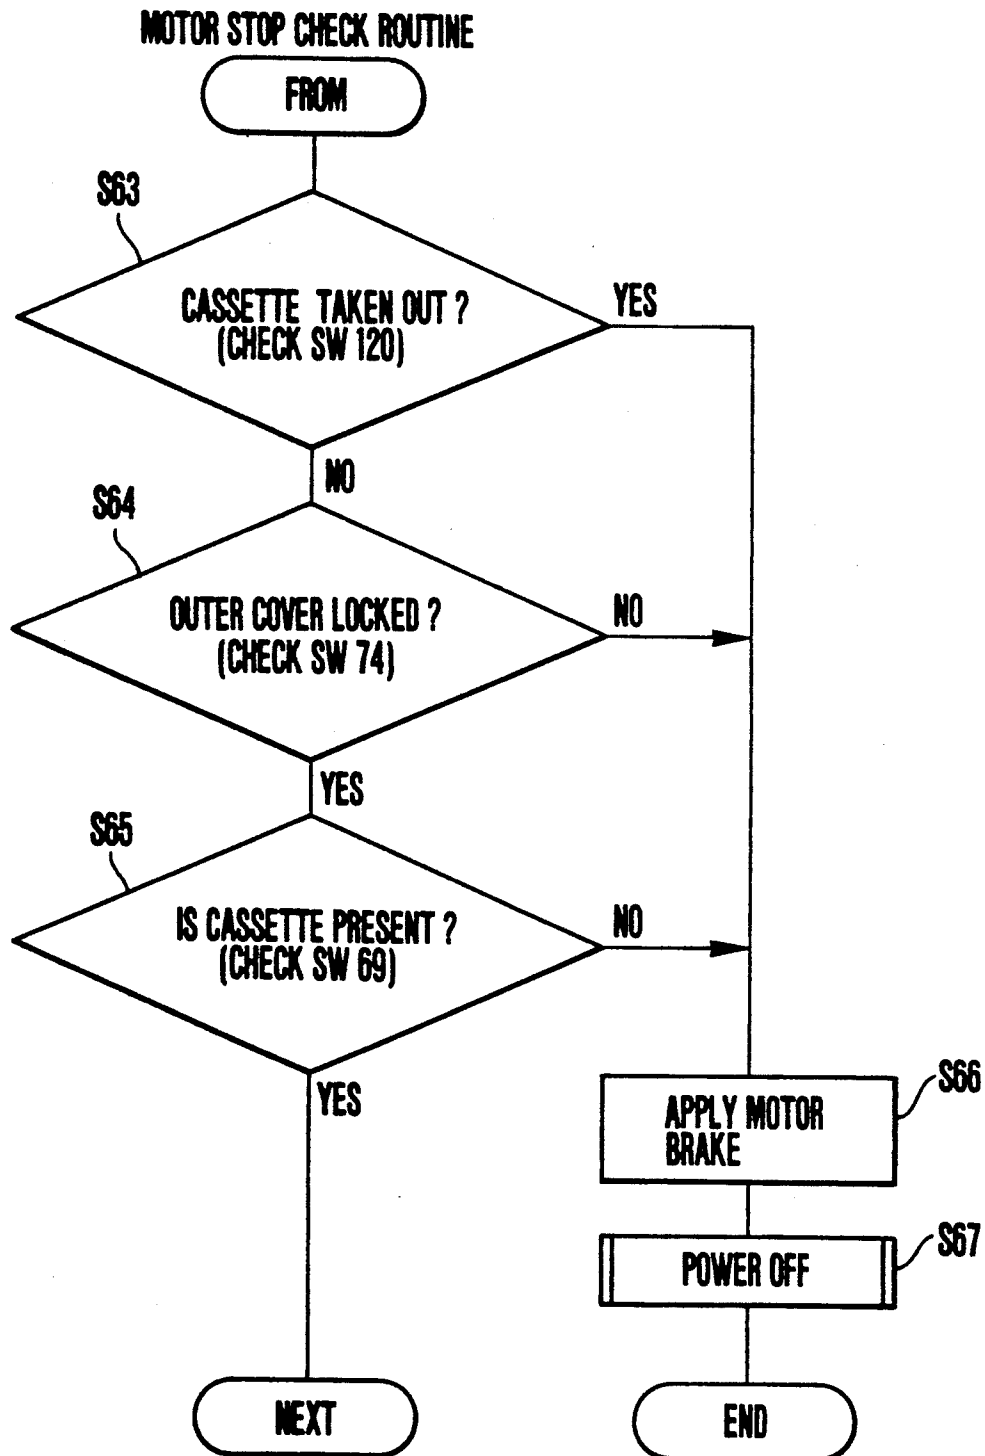 MOTOR STOP CHECK ROUTINE
FROM
S63
CASSETTE TAKEN OUT ?
(CHECK SW 120)
YES
NO
S64
OUTER COVER LOCKED ?
(CHECK SW 74)
NO
YES
S65
IS CASSETTE PRESENT ?
(CHECK SW 69)
NO
YES
S66
APPLY MOTOR
BRAKE
S67
POWER OFF
NEXT
END